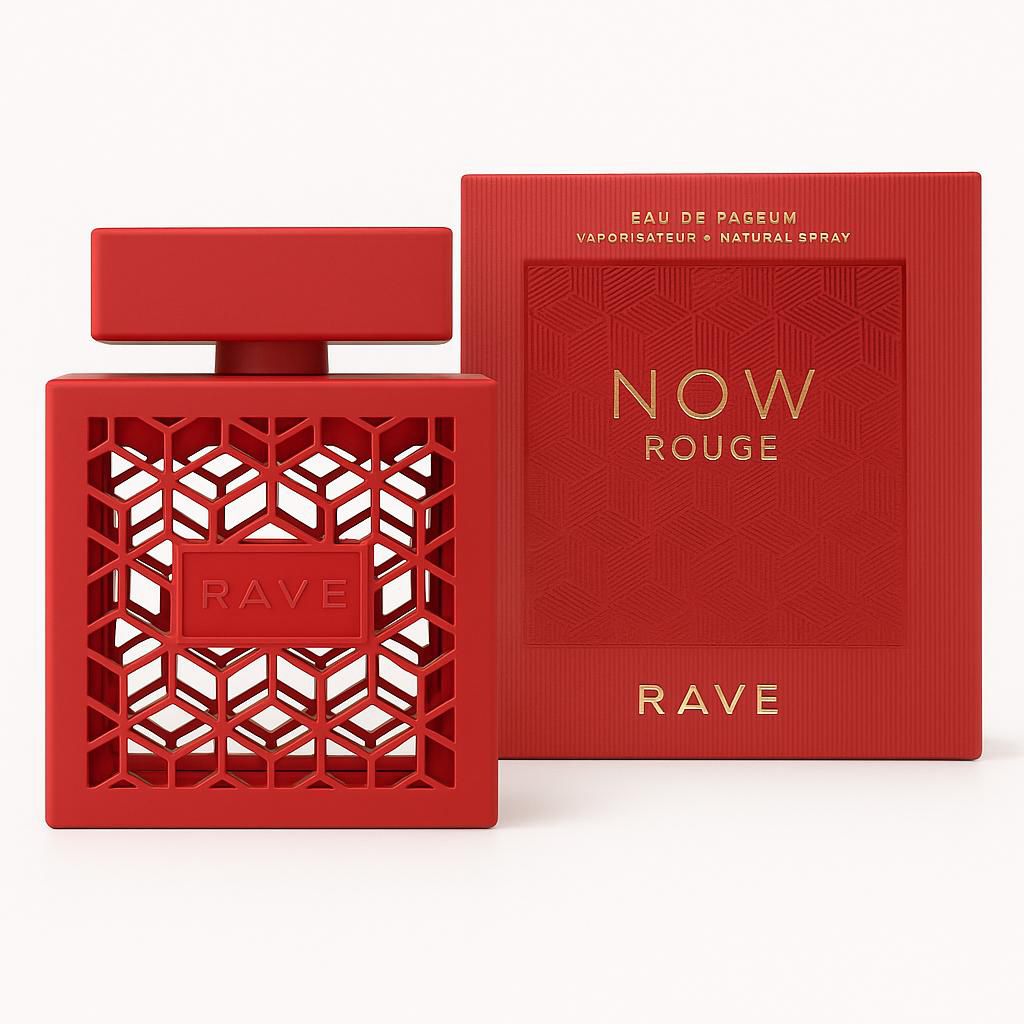 EAU DE PAGEUM
VAPORISATEUR • NATURAL SPRAY
NOW
ROUGE
RAVE
RAVE